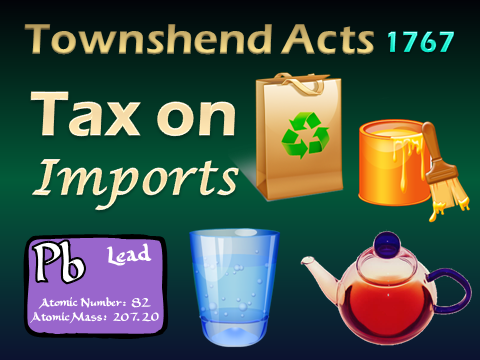 Townshend Acts 1767
Tax on
Imports
Pb Lead
Atomic Number: 82
Atomic Mass: 207.20